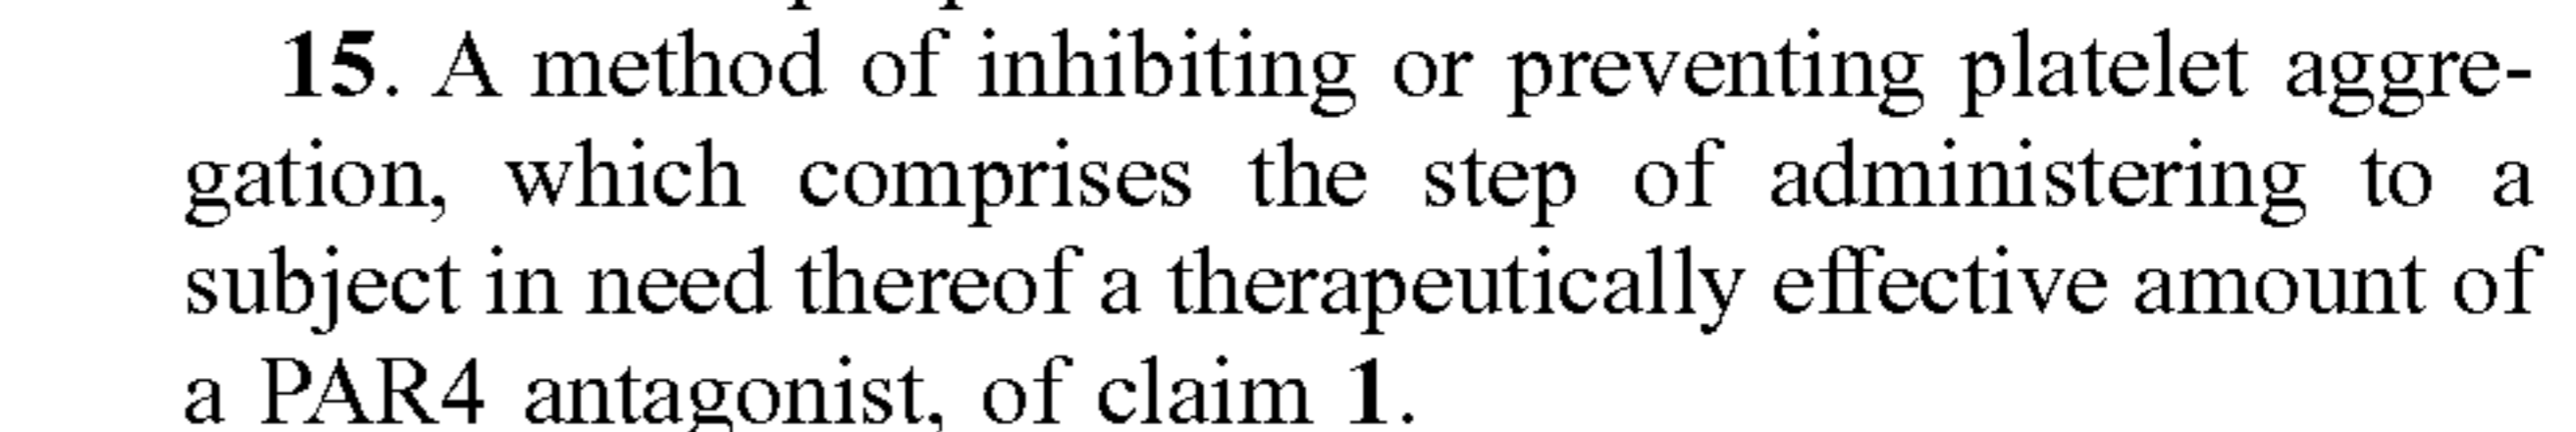 15. A method of inhibiting or preventing platelet aggre-
gation, which comprises the step of administering to a
subject in need thereof a therapeutically effective amount of
a PAR4 antagonist, of claim 1.